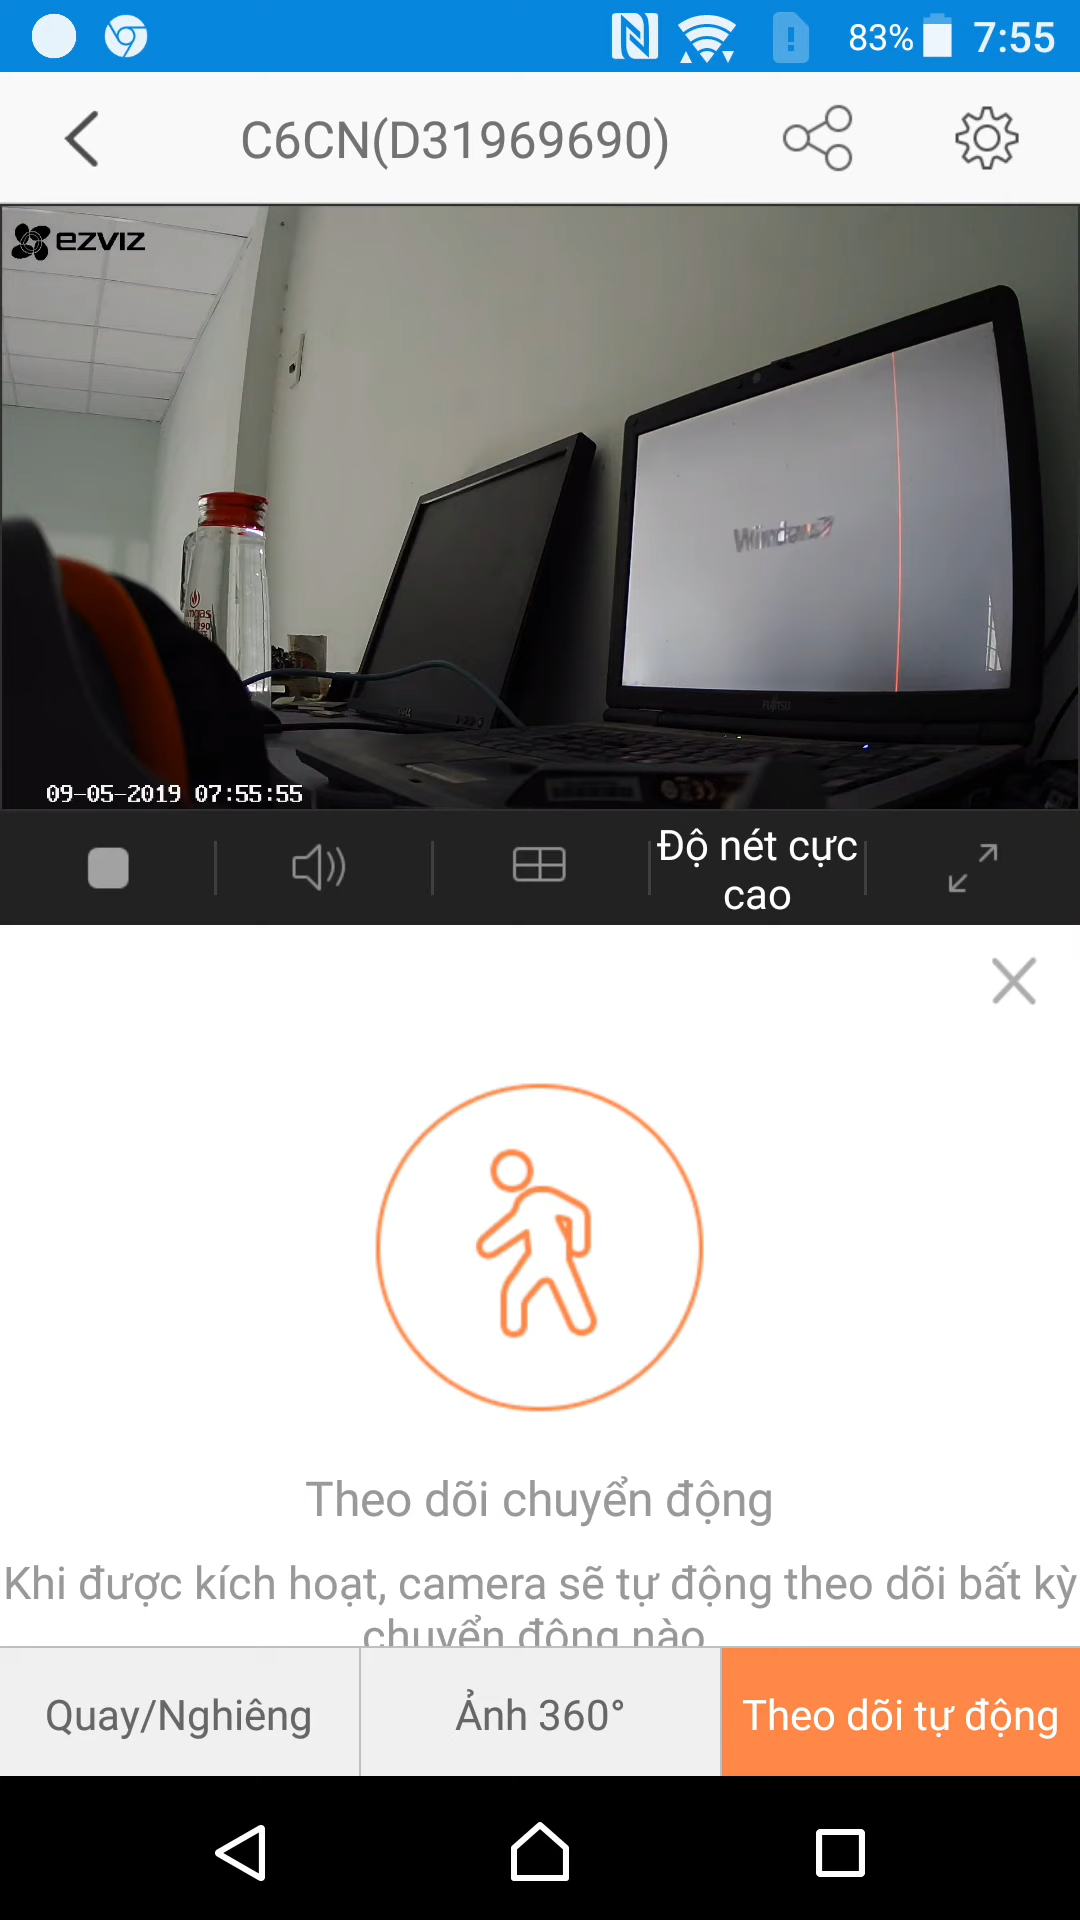 83% 7:55
C6CN(D31969690)
ezviz
FUJITSU
09-05-2019 07:55:55
Độ nét cực
cao
Theo dõi chuyển động
Khi được kích hoạt, camera sẽ tự động theo dõi bất kỳ
chuyển động nào
Quay/Nghiêng
Ảnh 360°
Theo dõi tự động